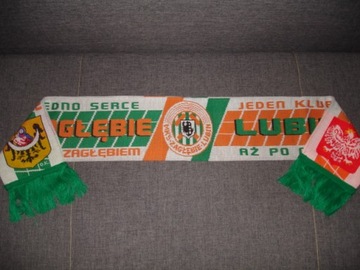 EDNO SERCE
JEDEN KLUB
GŁĘBIE
LUBI
ZAGŁĘBIEM
AŻ PO